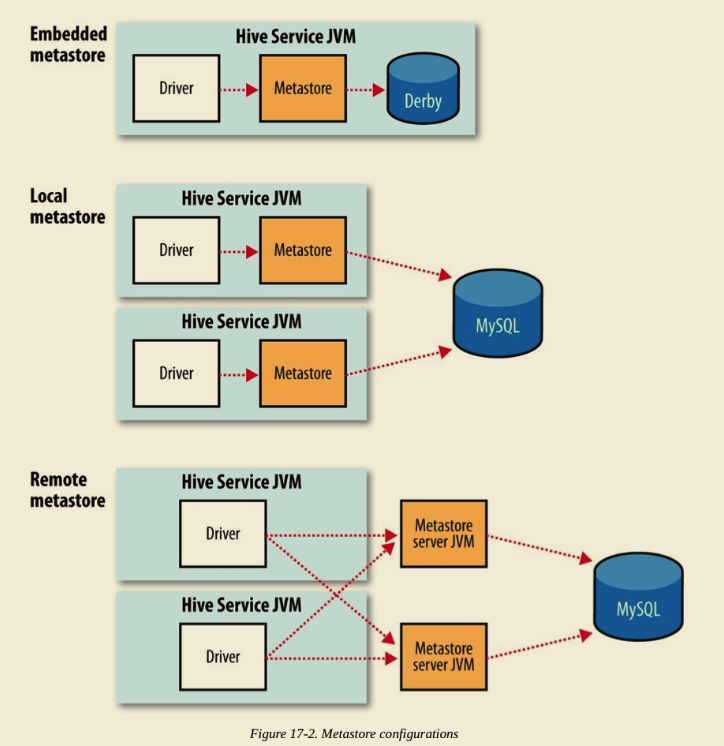 Embedded
metastore
Hive Service JVM
Driver
Metastore
Derby
Local
metastore
Hive Service JVM
Driver
Metastore
Hive Service JVM
Driver
Metastore
MySQL
Remote
metastore
Hive Service JVM
Driver
Metastore
server JVM
Hive Service JVM
Driver
Metastore
server JVM
MySQL
Figure 17-2. Metastore configurations